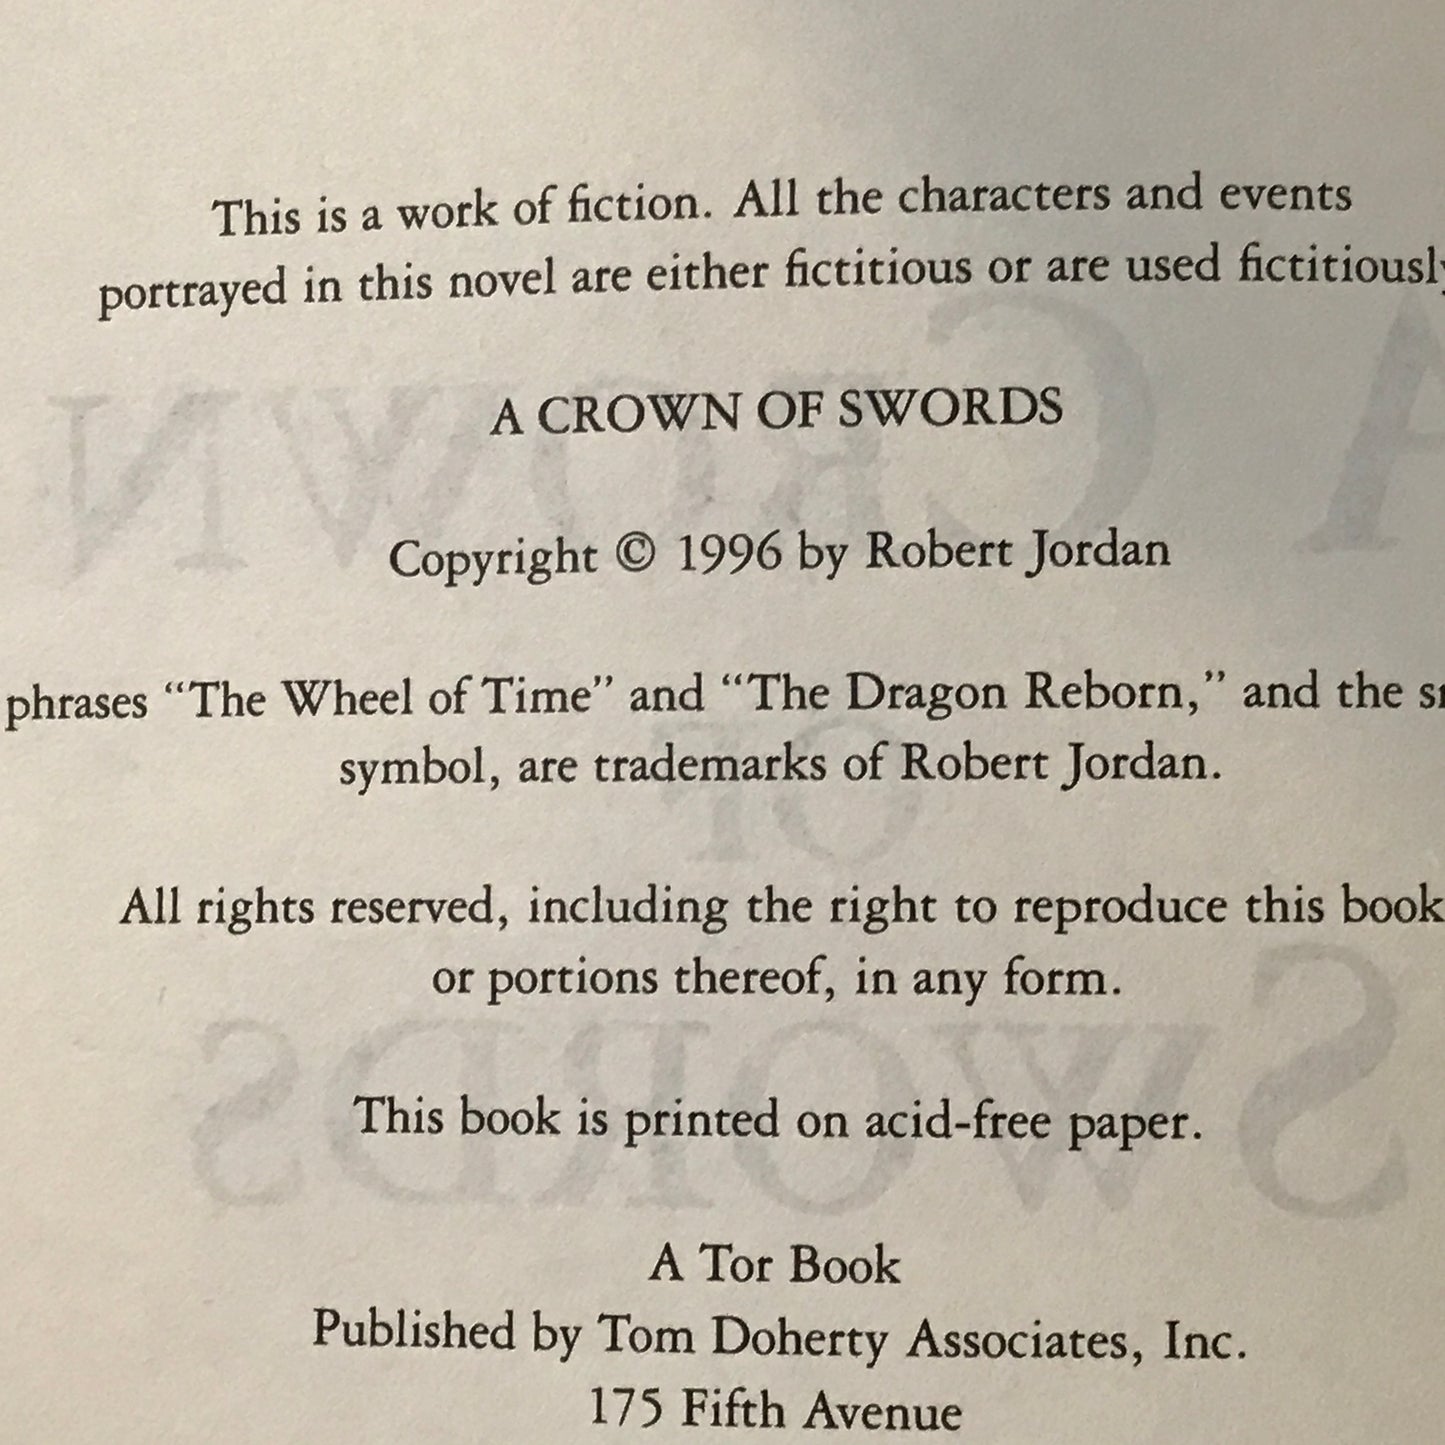 This is a work of fiction. All the characters and events
portrayed in this novel are either fictitious or are used fictitiously
A CROWN OF SWORDS
Copyright © 1996 by Robert Jordan
phrases “The Wheel of Time” and “The Dragon Reborn,” and the
symbol, are trademarks of Robert Jordan.
All rights reserved, including the right to reproduce this book
or portions thereof, in any form.
This book is printed on acid-free paper.
A Tor Book
Published by Tom Doherty Associates, Inc.
175 Fifth Avenue